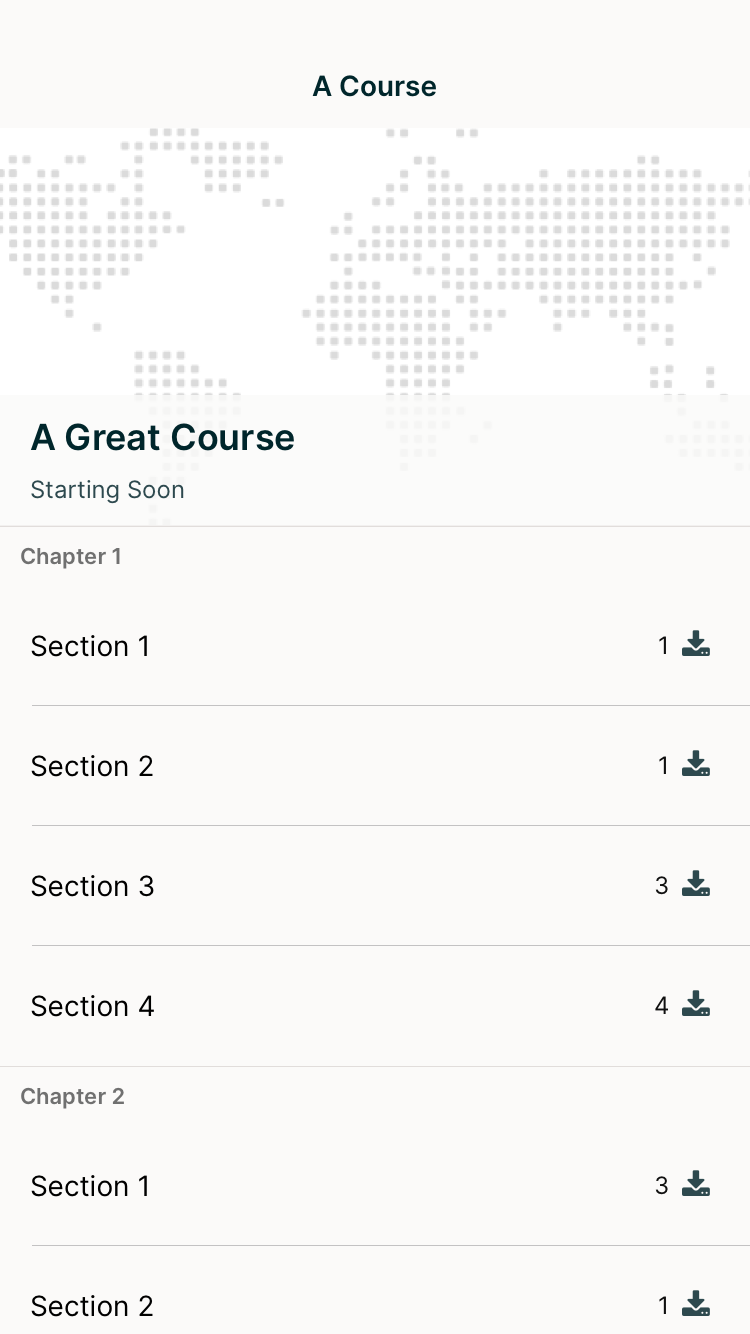 A Course
A Great Course
Starting Soon
Chapter 1
Section 1 1
Section 2 1
Section 3 3
Section 4 4
Chapter 2
Section 1 3
Section 2 1